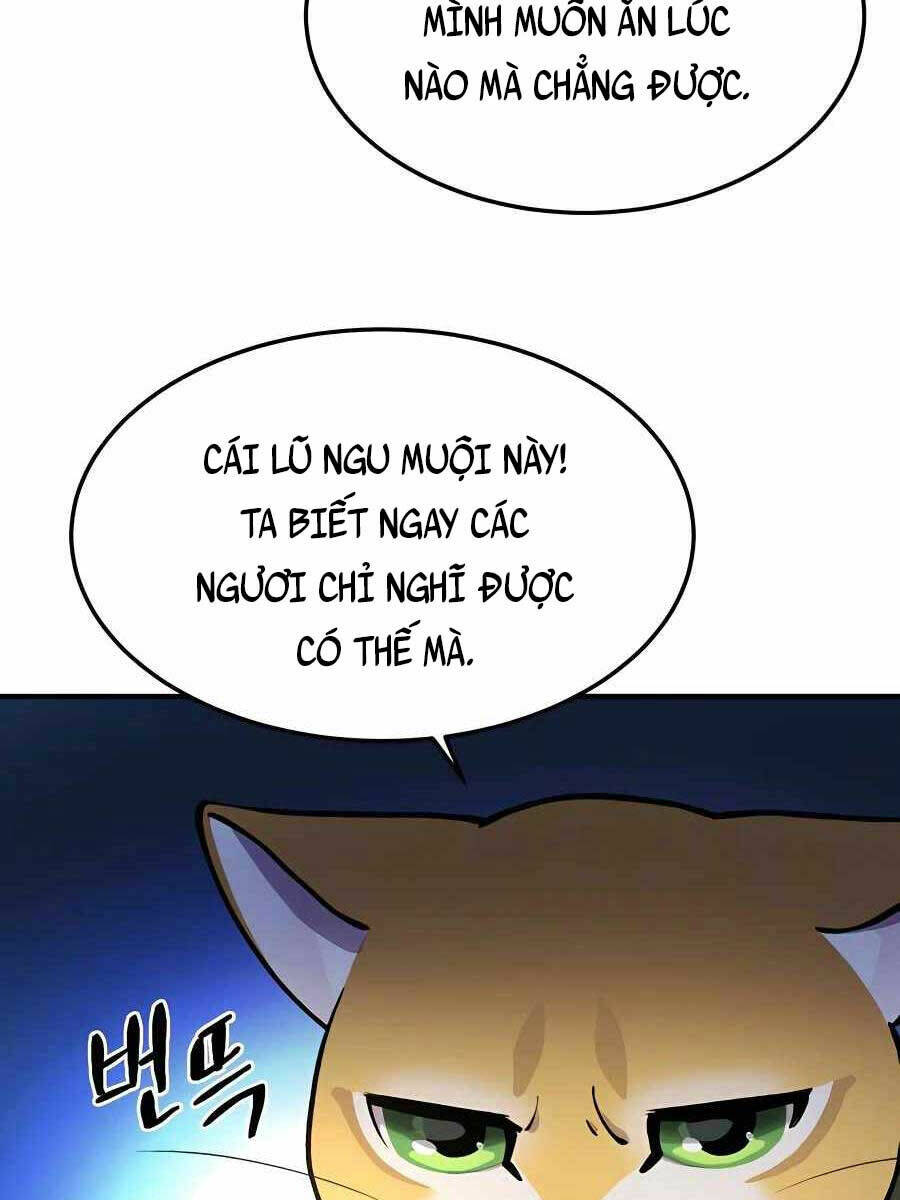 MÌNH MUỐN ĂN LÚC
NÀO MÀ CHẲNG ĐƯỢC.
CÁI LŨ NGU MUỘI NÀY!
TA BIẾT NGAY CÁC
NGƯƠI CHỈ NGHĨ ĐƯỢC
CÓ THẾ MÀ.
번뜩